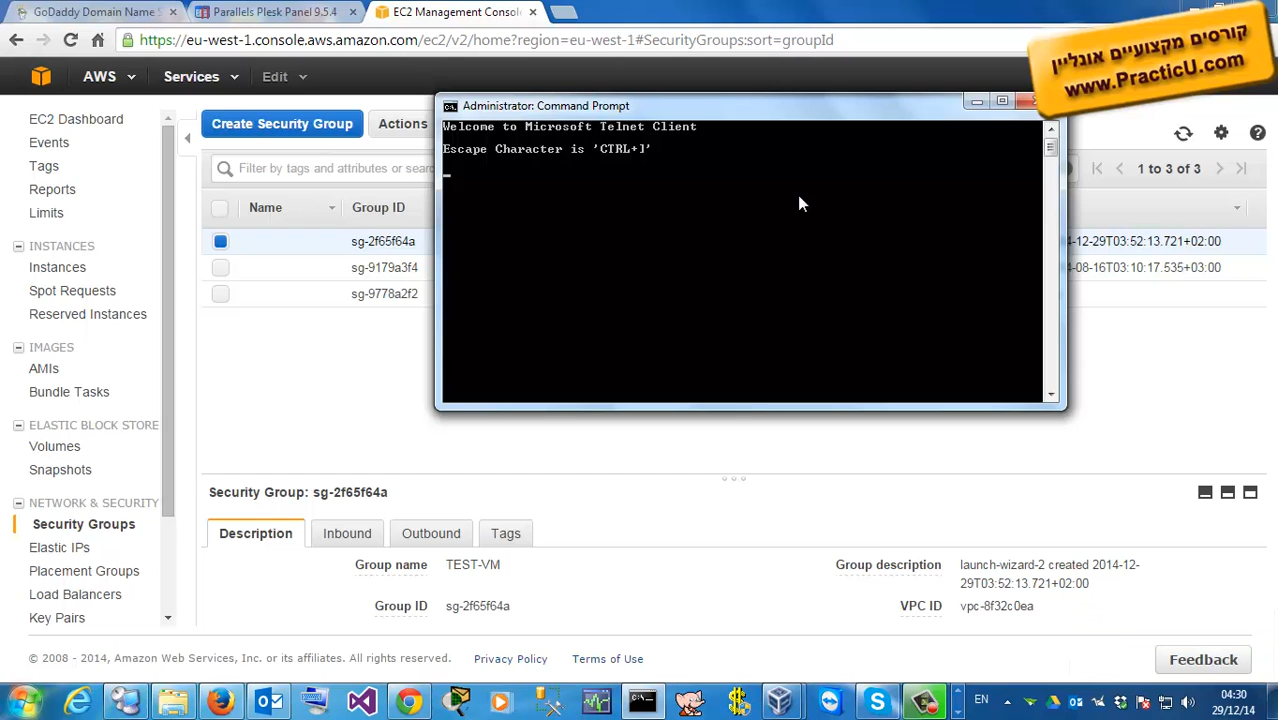 GoDaddy Domain Name S
Parallels Plesk Panel 9.5.4
EC2 Management Consol
https://eu-west-1.console.aws.amazon.com/ec2/v2/home?region=eu-west-1#SecurityGroups:sort=groupId
קורסים מקצועיים אונליין
www.PracticU.com
AWS
Services
Edit
EC2 Dashboard
Events
Tags
Reports
Limits
INSTANCES
Instances
Spot Requests
Reserved Instances
IMAGES
AMIs
Bundle Tasks
ELASTIC BLOCK STORE
Volumes
Snapshots
NETWORK & SECURITY
Security Groups
Elastic IPs
Placement Groups
Load Balancers
Key Pairs
Create Security Group
Actions
Filter by tags and attributes or searc
1 to 3 of 3
Name
Group ID
sg-2f65f64a
4-12-29T03:52:13.721+02:00
sg-9179a3f4
4-08-16T03:10:17.535+03:00
sg-9778a2f2
Administrator: Command Prompt
Welcome to Microsoft Telnet Client
Escape Character is 'CTRL+]'
Security Group: sg-2f65f64a
Description
Inbound
Outbound
Tags
Group name
TEST-VM
Group description
launch-wizard-2 created 2014-12-
29T03:52:13.721+02:00
Group ID
sg-2f65f64a
VPC ID
vpc-8f32c0ea
© 2008 - 2014, Amazon Web Services, Inc. or its affiliates. All rights reserved.
Privacy Policy
Terms of Use
Feedback
EN
04:30
29/12/14